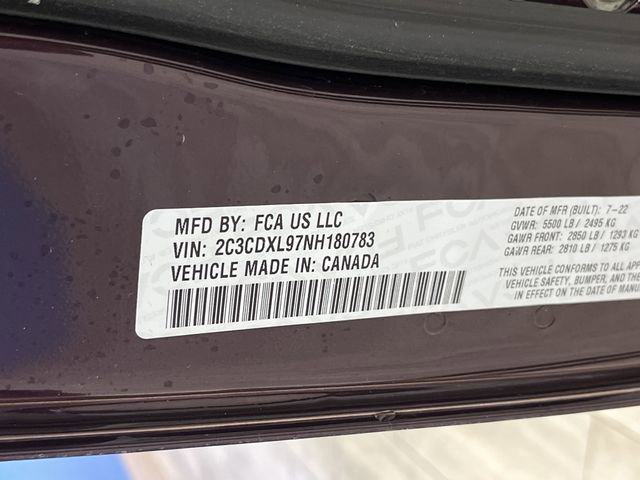 MFD BY: FCA US LLC
VIN: 2C3CDXL97NH180783
VEHICLE MADE IN: CANADA
DATE OF MFR (BUILT): 7-22
GVWR: 5500 LB / 2495 KG
GAWR FRONT: 2850 LB / 1293 KG
GAWR REAR: 2810 LB / 1275 KG
THIS VEHICLE CONFORMS TO ALL
VEHICLE SAFETY, BUMPER, AND THE
IN EFFECT ON THE DATE OF